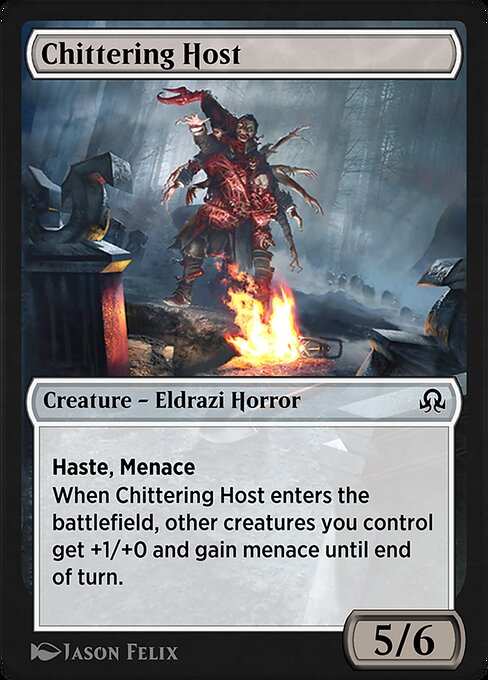 Chittering Host
Creature – Eldrazi Horror
Haste, Menace
When Chittering Host enters the
battlefield, other creatures you control
get +1/+0 and gain menace until end
of turn.
5/6
Jason Felix